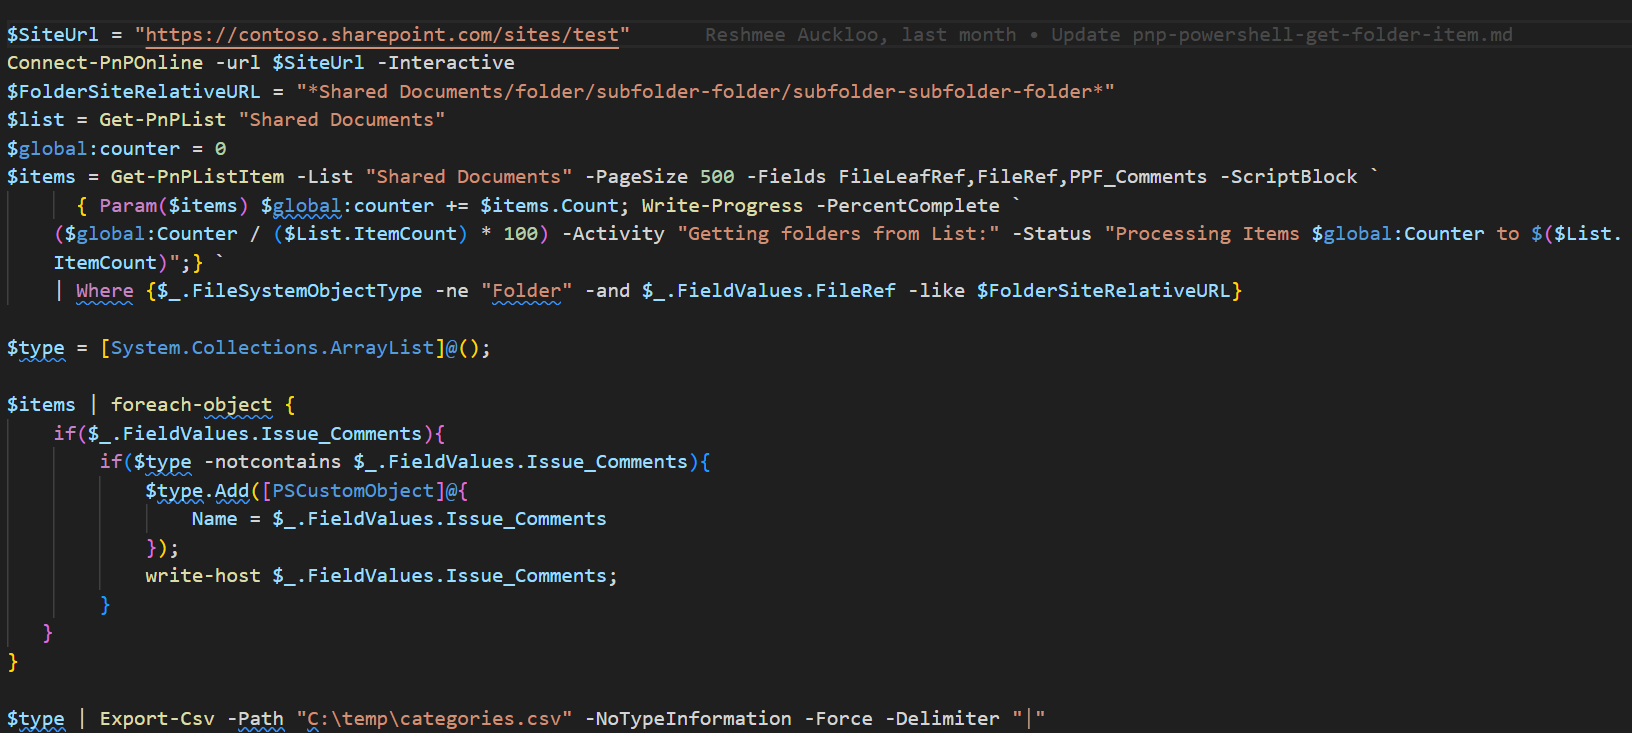 $SiteUrl = "https://contoso.sharepoint.com/sites/test"       Reshmee Auckloo, last month • Update pnp-powershell-get-folder-item.md
Connect-PnPOnline -url $SiteUrl -Interactive
$FolderSiteRelativeURL = "*Shared Documents/folder/subfolder-folder/subfolder-subfolder-folder*"
$list = Get-PnPList "Shared Documents"
$global:counter = 0
$items = Get-PnPListItem -List "Shared Documents" -PageSize 500 -Fields FileLeafRef,FileRef,PPF_Comments -ScriptBlock `
      { Param($items) $global:counter += $items.Count; Write-Progress -PercentComplete `
    ($global:Counter / ($List.ItemCount) * 100) -Activity "Getting folders from List:" -Status "Processing Items $global:Counter to $($List.
    ItemCount)";} `
    | Where {$_.FileSystemObjectType -ne "Folder" -and $_.FieldValues.FileRef -like $FolderSiteRelativeURL}
$type = [System.Collections.ArrayList]@();
$items | foreach-object {
    if($_.FieldValues.Issue_Comments){
        if($type -notcontains $_.FieldValues.Issue_Comments){
            $type.Add([PSCustomObject]@{
                Name = $_.FieldValues.Issue_Comments
            });
            write-host $_.FieldValues.Issue_Comments;
        }
   }
}
$type | Export-Csv -Path "C:\temp\categories.csv" -NoTypeInformation -Force -Delimiter "|"